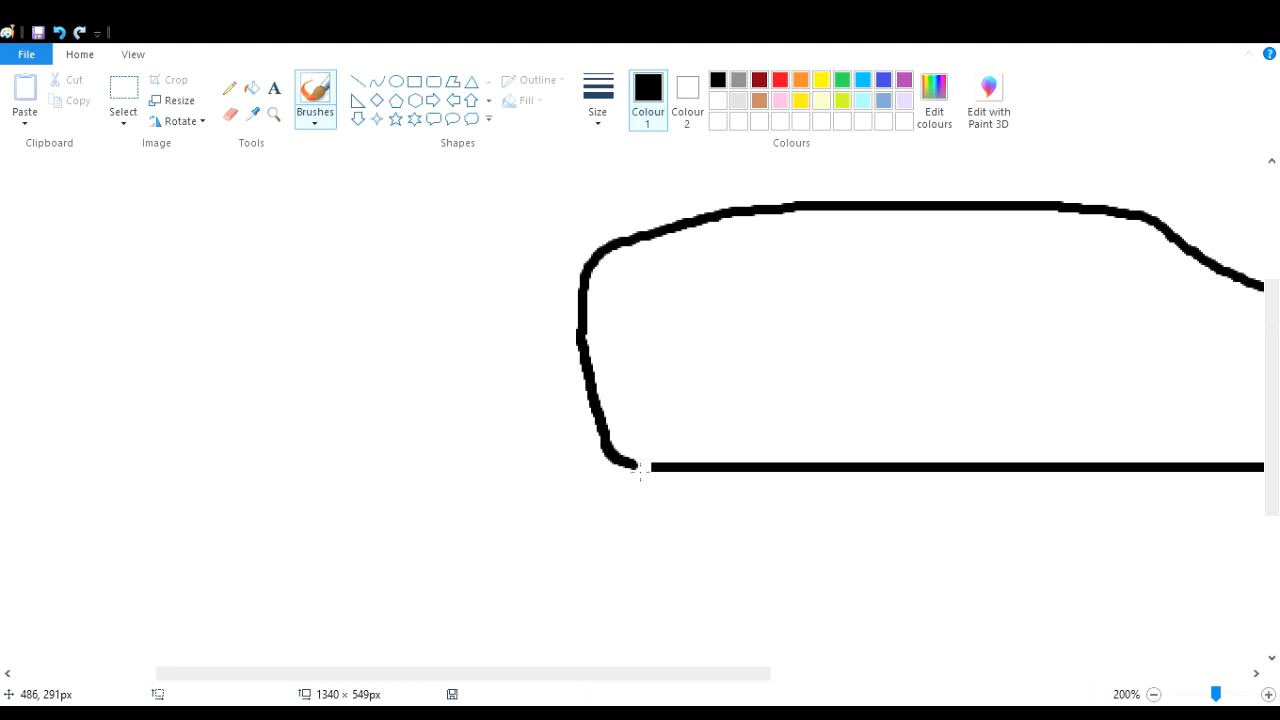 File Home View
Paste
Cut
Copy
Clipboard
Select
Crop
Resize
Rotate
Image
A
Tools
Brushes
Shapes
Outline
Fill
Size
Colour
1
Colour
2
Edit
colours
Edit with
Paint 3D
Colours
486, 291px
1340 × 549px
200%